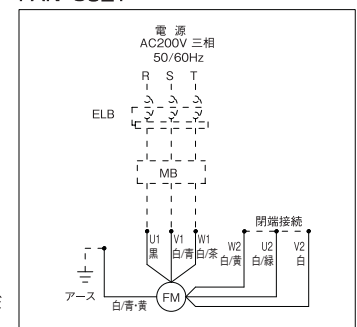 電 源
AC200V 三相
50/60Hz
R S T
ELB
MB
閉端接続
U1 V1 W1 W2 U2 V2
黒 白/青 白/茶 白/黄 白/緑 白
アース
白/青・黄
FM